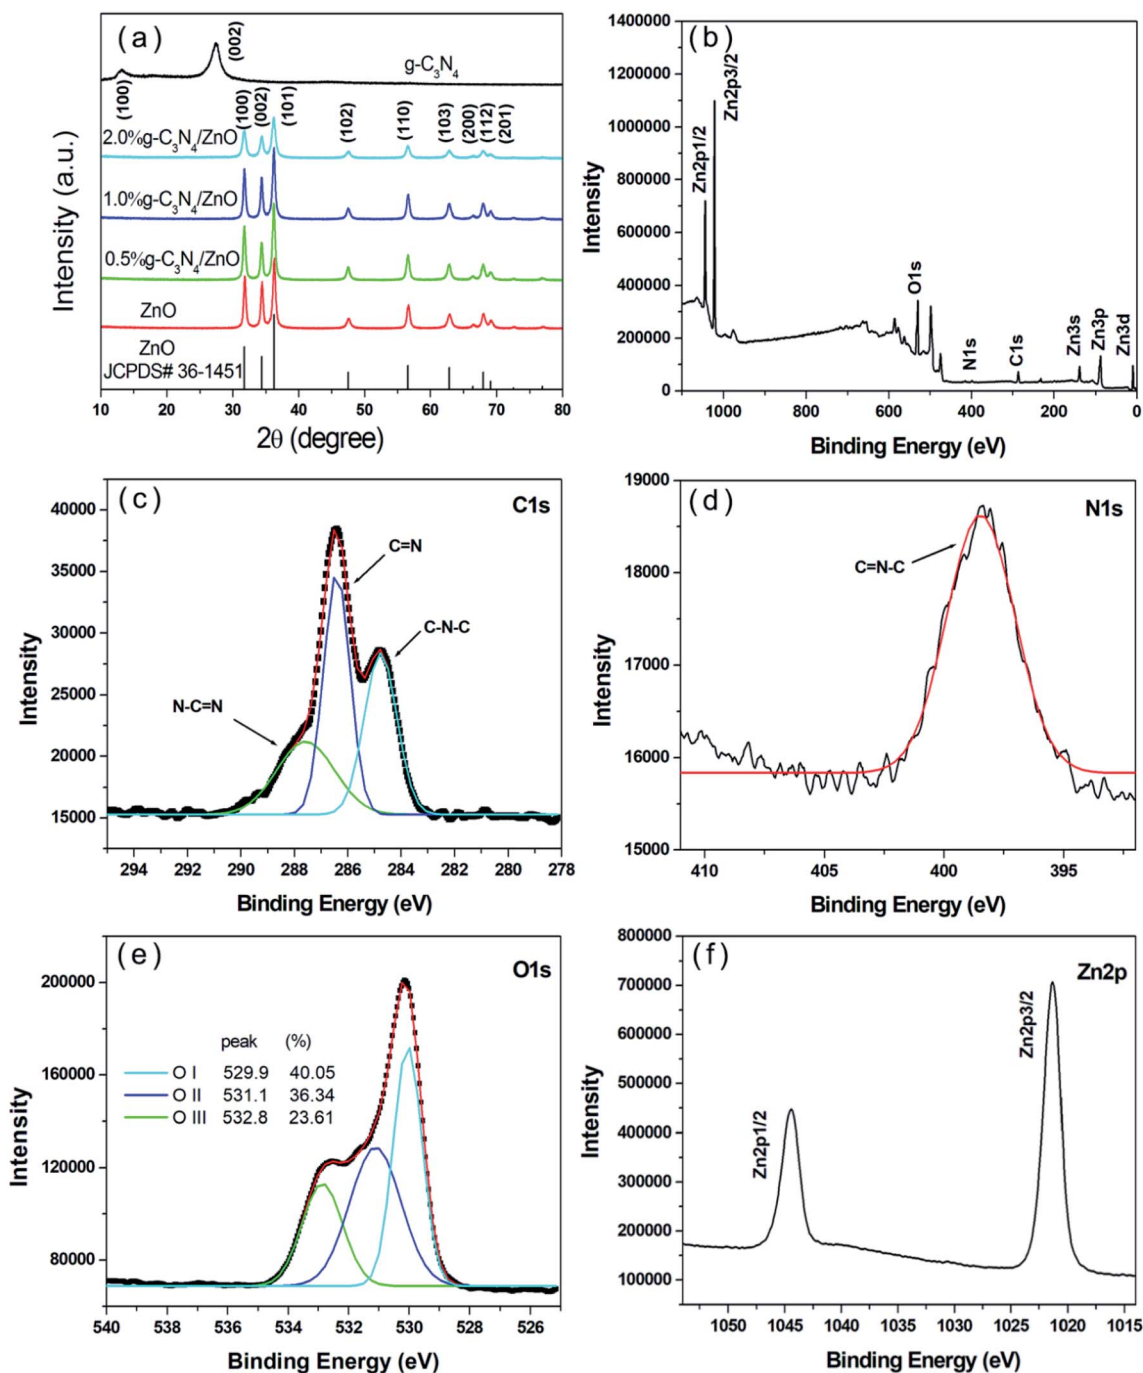 (a)
(002)
g-C₃N₄
(100)
(100)
(002)
(101)
(102)
(110)
(103)
(200)
(112)
(201)
2.0%g-C₃N₄/ZnO
1.0%g-C₃N₄/ZnO
0.5%g-C₃N₄/ZnO
ZnO
ZnO
JCPDS# 36-1451
Intensity (a.u.)
10 20 30 40 50 60 70 80
2θ (degree)
(b)
1400000
1200000
1000000
800000
600000
400000
200000
0
Intensity
Zn2p1/2
Zn2p3/2
O1s
N1s
C1s
Zn3s
Zn3p
Zn3d
1000 800 600 400 200 0
Binding Energy (eV)
(c)
C1s
40000
35000
30000
25000
20000
15000
Intensity
C=N
C-N-C
N-C=N
294 292 290 288 286 284 282 280 278
Binding Energy (eV)
(d)
N1s
19000
18000
17000
16000
15000
Intensity
C=N-C
410 405 400 395
Binding Energy (eV)
(e)
O1s
200000
160000
120000
80000
Intensity
peak (%)
O I 529.9 40.05
O II 531.1 36.34
O III 532.8 23.61
540 538 536 534 532 530 528 526
Binding Energy (eV)
(f)
Zn2p
800000
700000
600000
500000
400000
300000
200000
100000
Intensity
Zn2p1/2
Zn2p3/2
1050 1045 1040 1035 1030 1025 1020 1015
Binding Energy (eV)